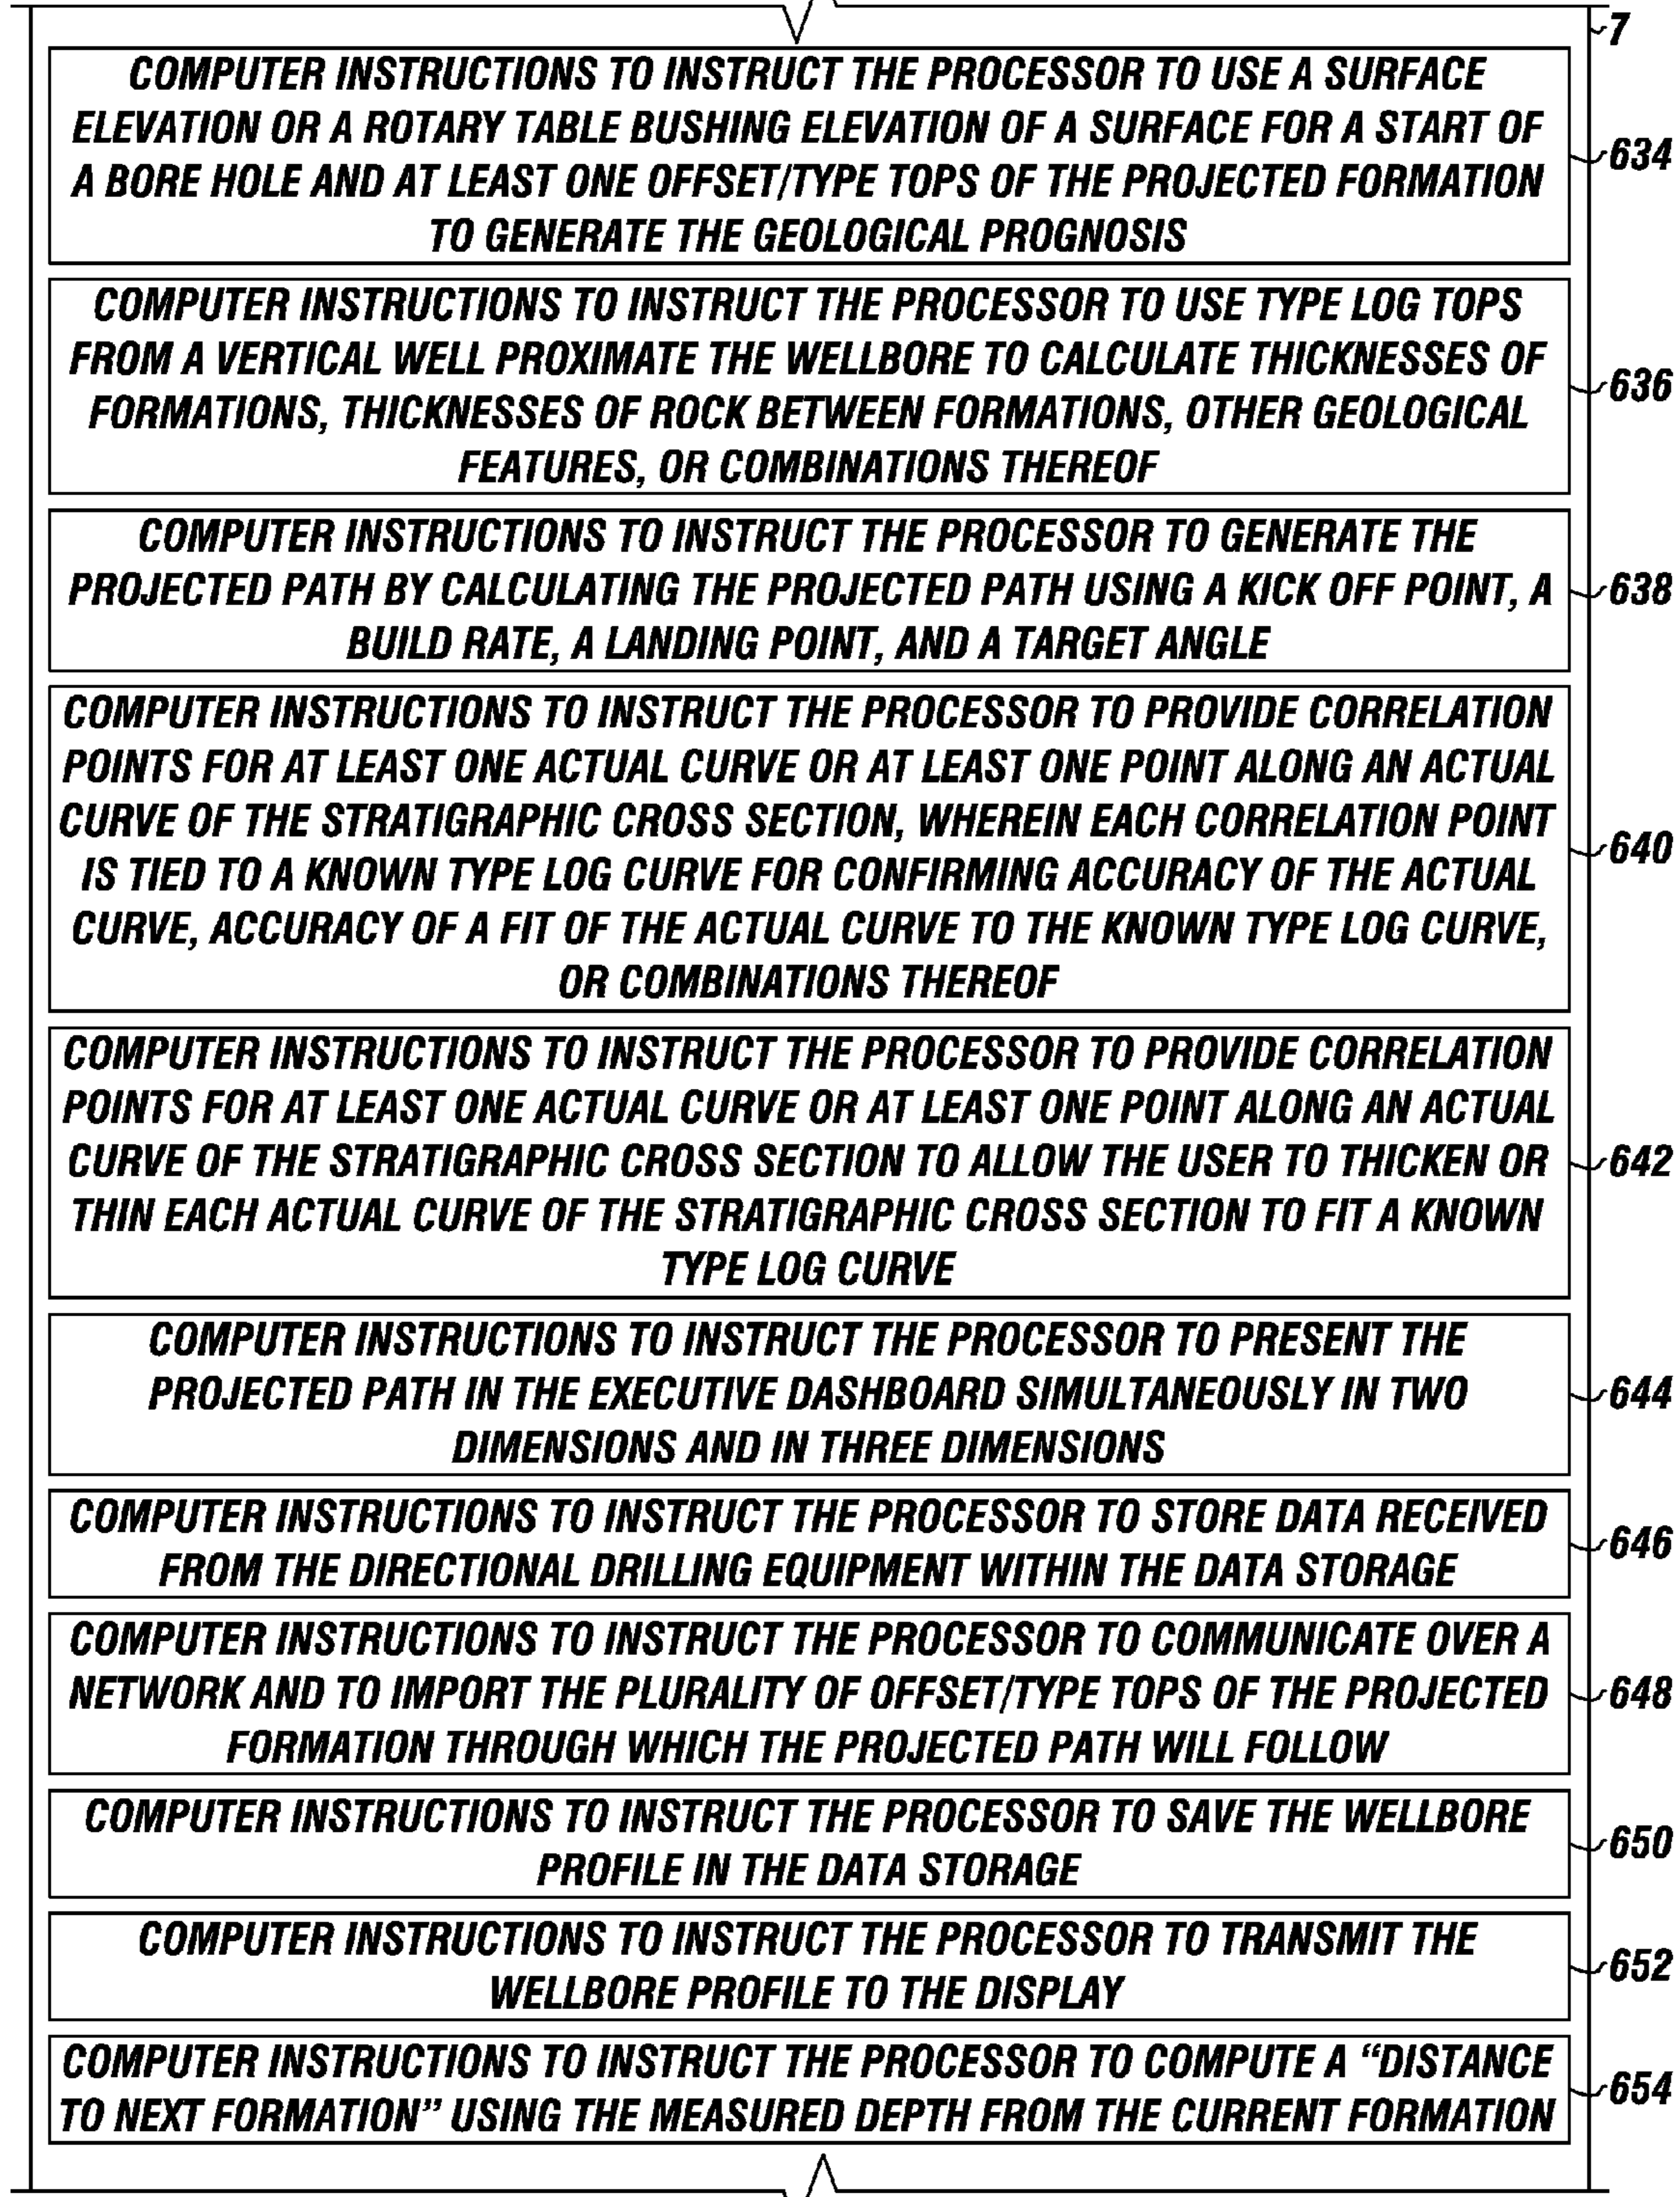 7
COMPUTER INSTRUCTIONS TO INSTRUCT THE PROCESSOR TO USE A SURFACE
ELEVATION OR A ROTARY TABLE BUSHING ELEVATION OF A SURFACE FOR A START OF
A BORE HOLE AND AT LEAST ONE OFFSET/TYPE TOPS OF THE PROJECTED FORMATION
TO GENERATE THE GEOLOGICAL PROGNOSIS
634
COMPUTER INSTRUCTIONS TO INSTRUCT THE PROCESSOR TO USE TYPE LOG TOPS
FROM A VERTICAL WELL PROXIMATE THE WELLBORE TO CALCULATE THICKNESSES OF
FORMATIONS, THICKNESSES OF ROCK BETWEEN FORMATIONS, OTHER GEOLOGICAL
FEATURES, OR COMBINATIONS THEREOF
636
COMPUTER INSTRUCTIONS TO INSTRUCT THE PROCESSOR TO GENERATE THE
PROJECTED PATH BY CALCULATING THE PROJECTED PATH USING A KICK OFF POINT, A
BUILD RATE, A LANDING POINT, AND A TARGET ANGLE
638
COMPUTER INSTRUCTIONS TO INSTRUCT THE PROCESSOR TO PROVIDE CORRELATION
POINTS FOR AT LEAST ONE ACTUAL CURVE OR AT LEAST ONE POINT ALONG AN ACTUAL
CURVE OF THE STRATIGRAPHIC CROSS SECTION, WHEREIN EACH CORRELATION POINT
IS TIED TO A KNOWN TYPE LOG CURVE FOR CONFIRMING ACCURACY OF THE ACTUAL
CURVE, ACCURACY OF A FIT OF THE ACTUAL CURVE TO THE KNOWN TYPE LOG CURVE,
OR COMBINATIONS THEREOF
640
COMPUTER INSTRUCTIONS TO INSTRUCT THE PROCESSOR TO PROVIDE CORRELATION
POINTS FOR AT LEAST ONE ACTUAL CURVE OR AT LEAST ONE POINT ALONG AN ACTUAL
CURVE OF THE STRATIGRAPHIC CROSS SECTION TO ALLOW THE USER TO THICKEN OR
THIN EACH ACTUAL CURVE OF THE STRATIGRAPHIC CROSS SECTION TO FIT A KNOWN
TYPE LOG CURVE
642
COMPUTER INSTRUCTIONS TO INSTRUCT THE PROCESSOR TO PRESENT THE
PROJECTED PATH IN THE EXECUTIVE DASHBOARD SIMULTANEOUSLY IN TWO
DIMENSIONS AND IN THREE DIMENSIONS
644
COMPUTER INSTRUCTIONS TO INSTRUCT THE PROCESSOR TO STORE DATA RECEIVED
FROM THE DIRECTIONAL DRILLING EQUIPMENT WITHIN THE DATA STORAGE
646
COMPUTER INSTRUCTIONS TO INSTRUCT THE PROCESSOR TO COMMUNICATE OVER A
NETWORK AND TO IMPORT THE PLURALITY OF OFFSET/TYPE TOPS OF THE PROJECTED
FORMATION THROUGH WHICH THE PROJECTED PATH WILL FOLLOW
648
COMPUTER INSTRUCTIONS TO INSTRUCT THE PROCESSOR TO SAVE THE WELLBORE
PROFILE IN THE DATA STORAGE
650
COMPUTER INSTRUCTIONS TO INSTRUCT THE PROCESSOR TO TRANSMIT THE
WELLBORE PROFILE TO THE DISPLAY
652
COMPUTER INSTRUCTIONS TO INSTRUCT THE PROCESSOR TO COMPUTE A “DISTANCE
TO NEXT FORMATION” USING THE MEASURED DEPTH FROM THE CURRENT FORMATION
654